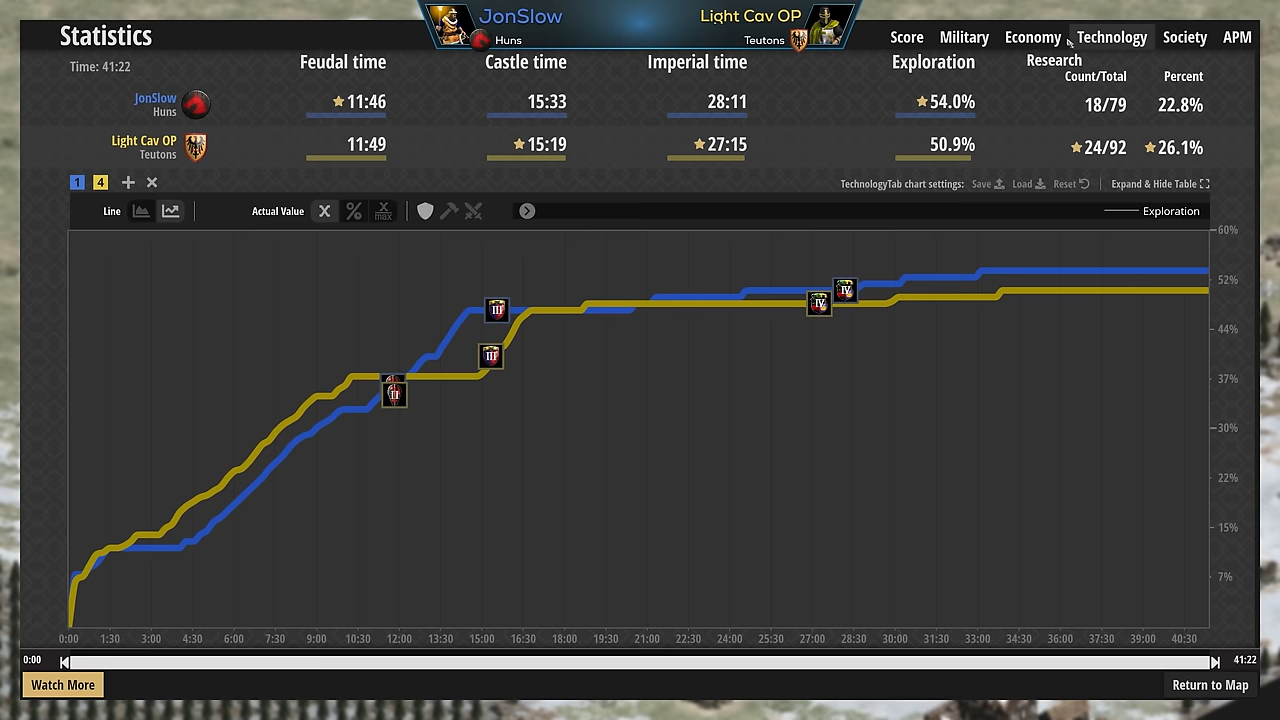 JonSlow
Huns
Light Cav OP
Teutons
Statistics
Score Military Economy Technology Society APM
Time: 41:22
Feudal time Castle time Imperial time Exploration Research
Count/Total Percent
JonSlow
Huns
11:46 15:33 28:11 54.0% 18/79 22.8%
Light Cav OP
Teutons
11:49 15:19 27:15 50.9% 24/92 26.1%
1 4 + ×
TechnologyTab chart settings: Save Load Reset Expand & Hide Table
Line Actual Value X % X max
Exploration
60%
52%
44%
37%
30%
22%
15%
7%
III
III
IV
IV
II
0:00 1:30 3:00 4:30 6:00 7:30 9:00 10:30 12:00 13:30 15:00 16:30 18:00 19:30 21:00 22:30 24:00 25:30 27:00 28:30 30:00 31:30 33:00 34:30 36:00 37:30 39:00 40:30
0:00 41:22
Watch More Return to Map